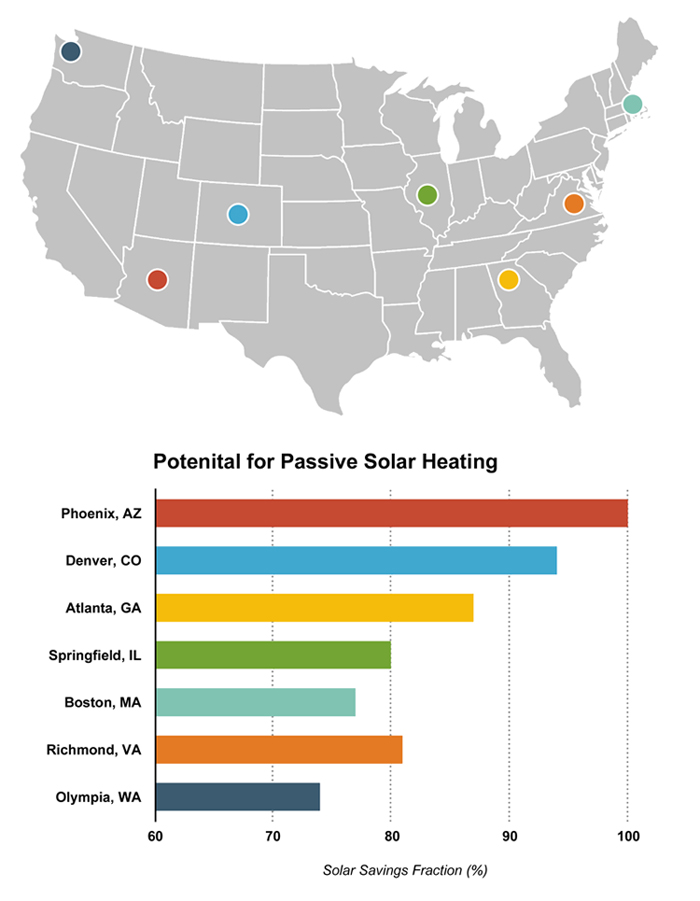 Potenital for Passive Solar Heating
Phoenix, AZ
Denver, CO
Atlanta, GA
Springfield, IL
Boston, MA
Richmond, VA
Olympia, WA
60 70 80 90 100
Solar Savings Fraction (%)